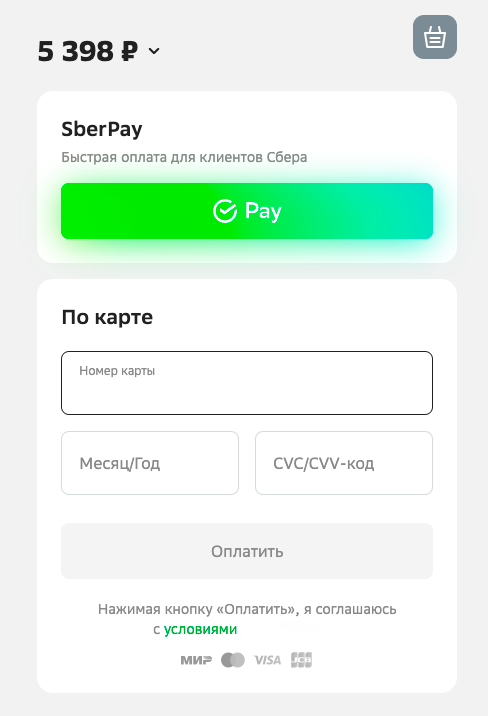 5 398 ₽
SberPay
Быстрая оплата для клиентов Сбера
Pay
По карте
Номер карты
Месяц/Год
CVC/CVV-код
Оплатить
Нажимая кнопку «Оплатить», я соглашаюсь
с условиями
МИР VISA JCB